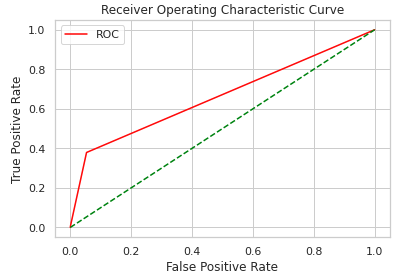 Receiver Operating Characteristic Curve
ROC
True Positive Rate
1.0
0.8
0.6
0.4
0.2
0.0
0.0 0.2 0.4 0.6 0.8 1.0
False Positive Rate